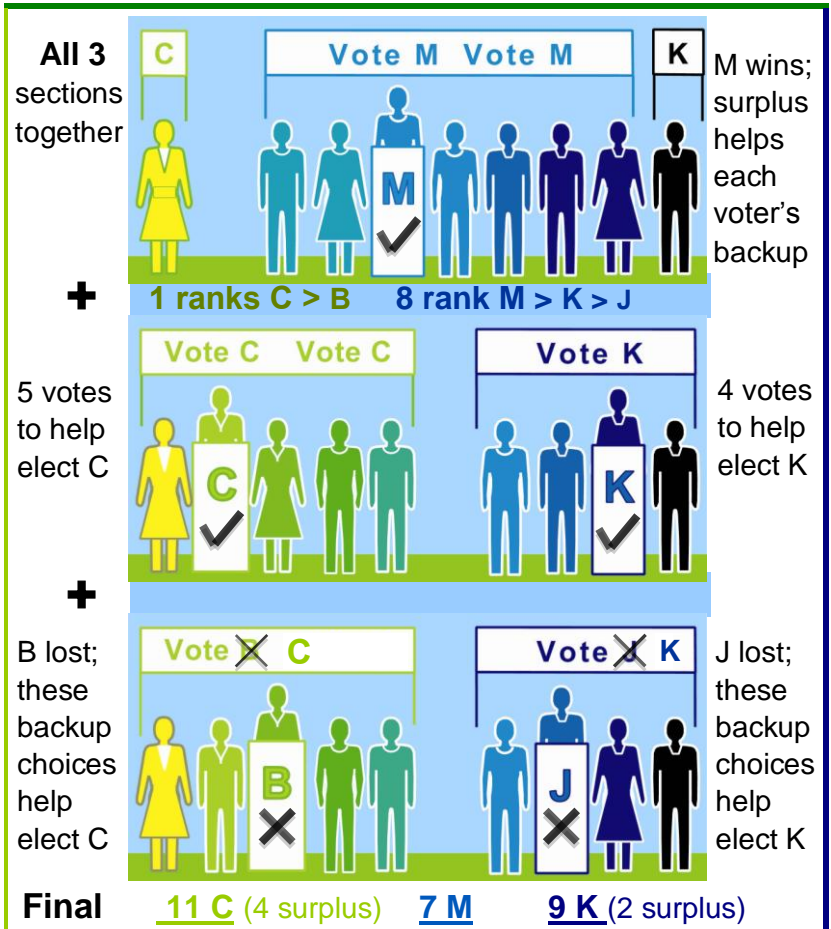 All 3
sections
together
C
Vote M Vote M
K
M
M wins;
surplus
helps
each
voter's
backup
+
1 ranks C > B 8 rank M > K > J
5 votes
to help
elect C
Vote C Vote C
C
Vote K
K
4 votes
to help
elect K
+
B lost;
these
backup
choices
help
elect C
Vote B C
B
Vote J K
J
J lost;
these
backup
choices
help
elect K
Final 11 C (4 surplus) 7 M 9 K (2 surplus)